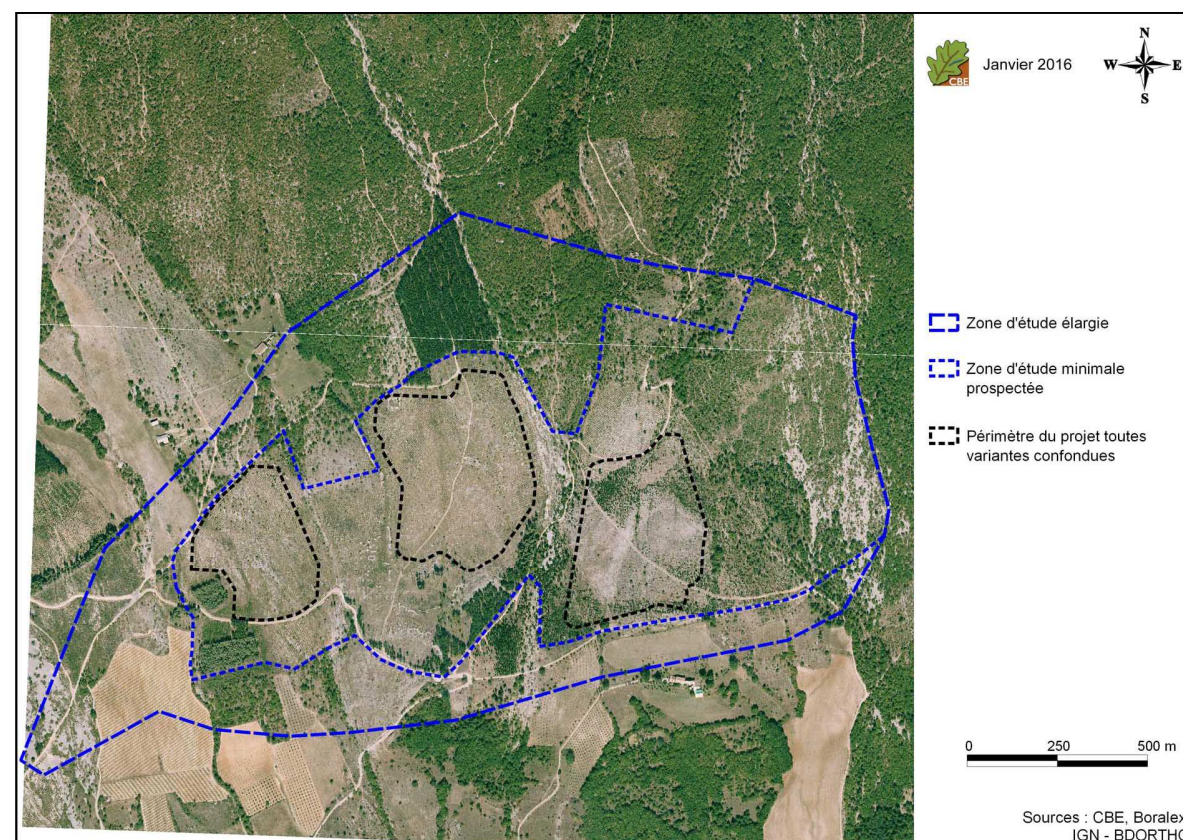 CBE
Janvier 2016
N
W
E
S
Zone d'étude élargie
Zone d'étude minimale
prospectée
Périmètre du projet toutes
variantes confondues
0 250 500 m
Sources : CBE, Boralex
IGN - BDORTHO